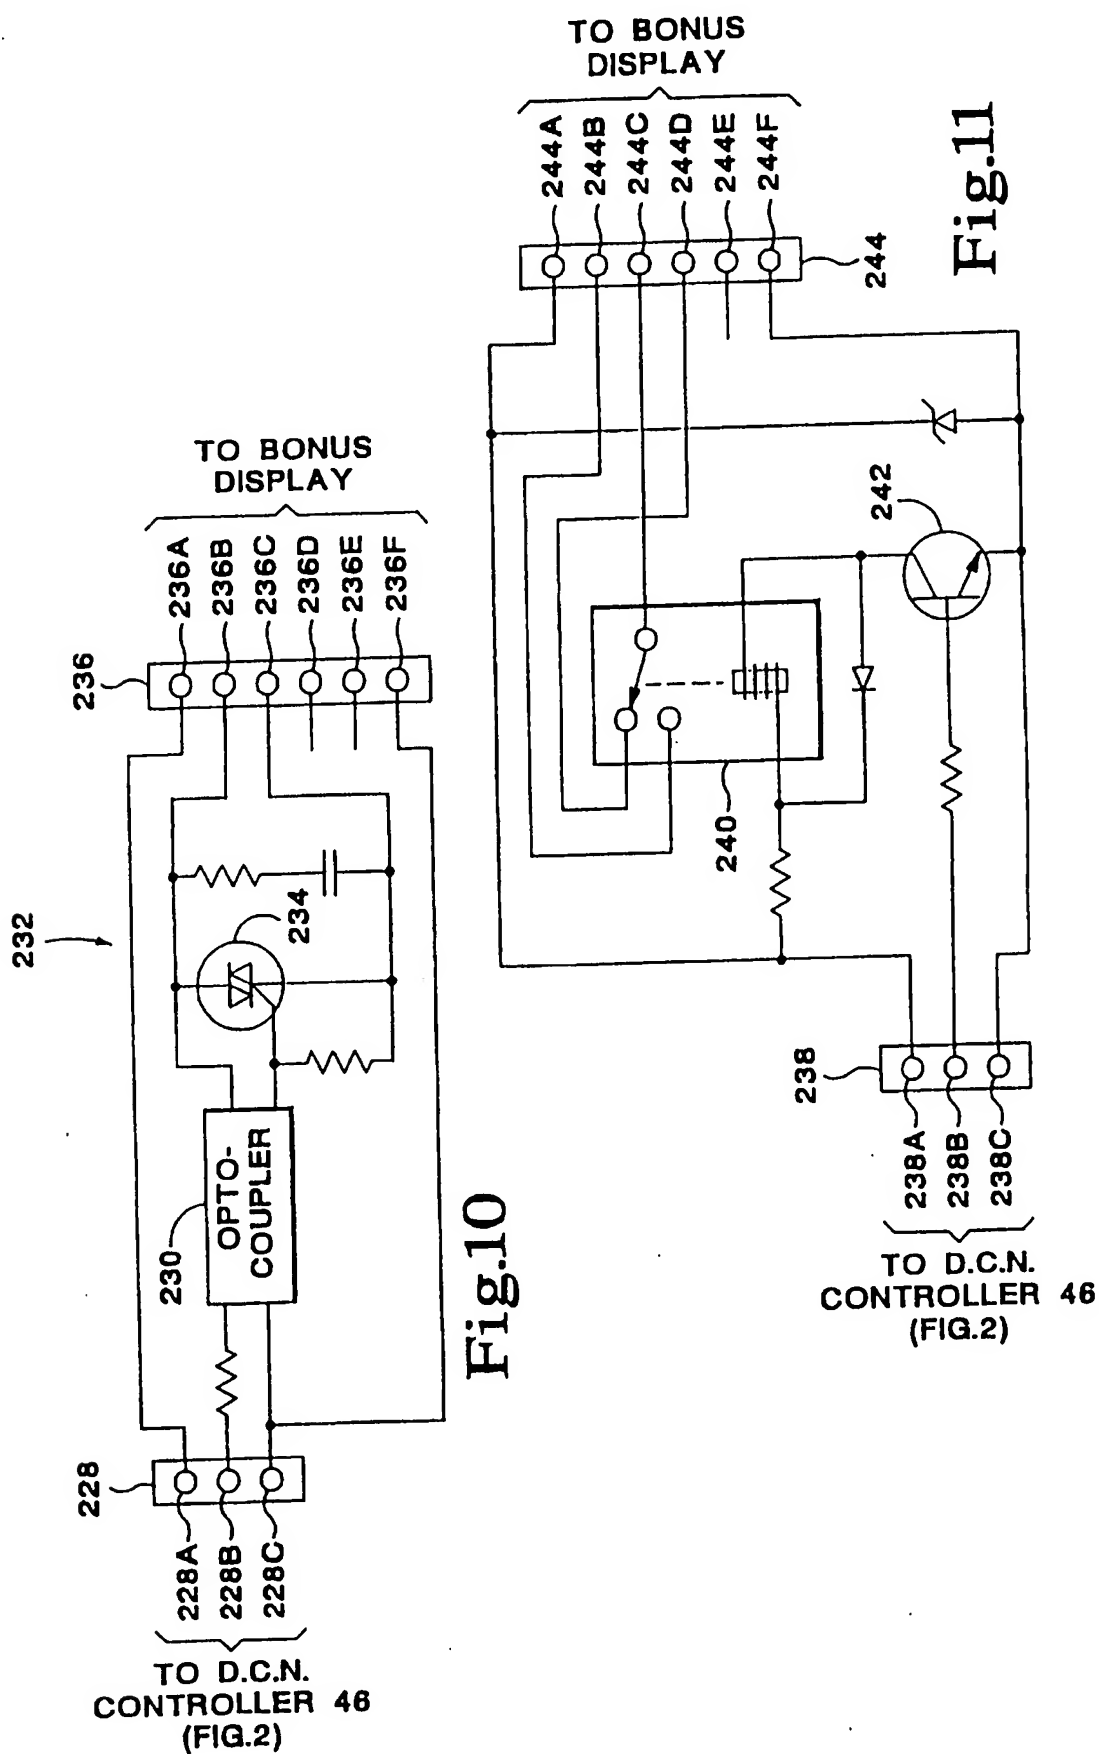 TO BONUS
DISPLAY
244A
244B
244C
244D
244E
244F
244
Fig.11
242
240
238
238A
238B
238C
TO D.C.N.
CONTROLLER 46
(FIG.2)
TO BONUS
DISPLAY
236
236A
236B
236C
236D
236E
236F
232
234
OPTO-
COUPLER
230
Fig.10
228
228A
228B
228C
TO D.C.N.
CONTROLLER 46
(FIG.2)